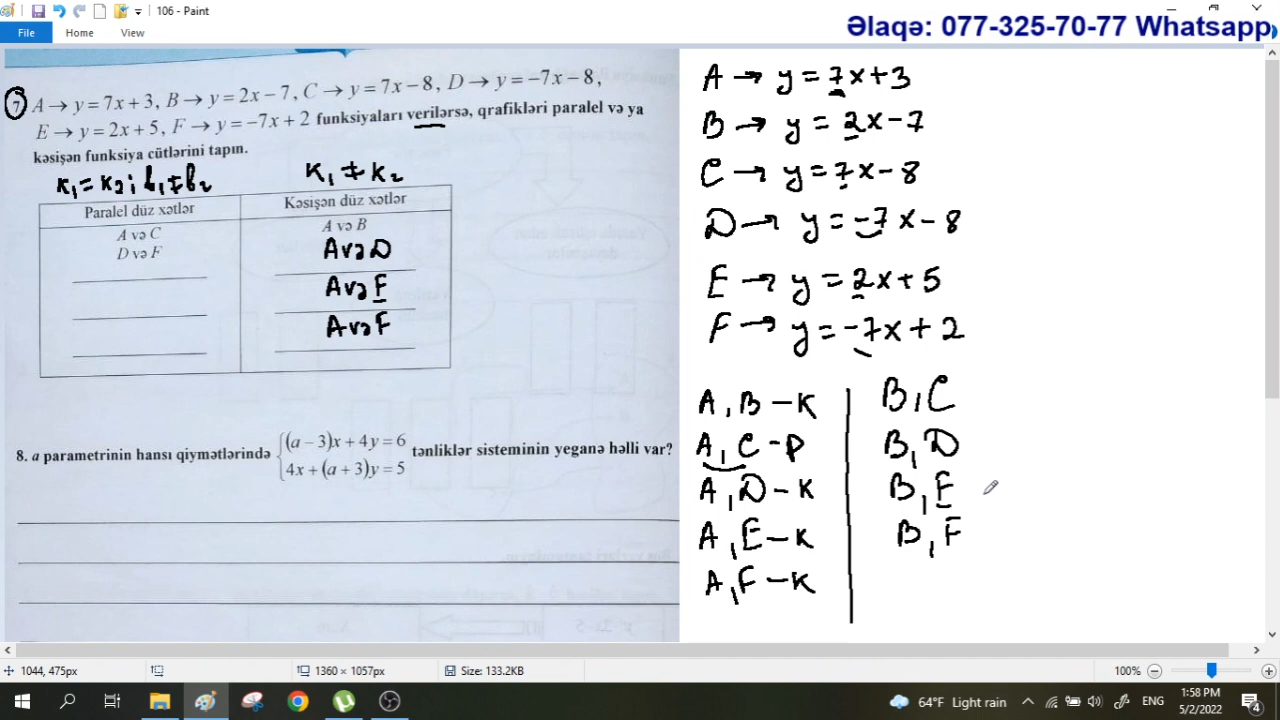 106 - Paint
File Home View
Əlaqə: 077-325-70-77 Whatsapp
7 A → y = 7x + 3, B → y = 2x − 7, C → y = 7x − 8, D → y = −7x − 8,
E → y = 2x + 5, F → y = −7x + 2 funksiyaları verilərsə, qrafikləri paralel və ya
kəsişən funksiya cütlərini tapın.
K₁=K₂; b₁≠b₂ K₁≠K₂
Paralel düz xətlər Kəsişən düz xətlər
A və C A və B
D və F A və D
A və E
A və F
8. a parametrinin hansı qiymətlərində {(a − 3)x + 4y = 6
4x + (a + 3)y = 5 tənliklər sisteminin yeganə həlli var?
A → y = 7x+3
B → y = 2x-7
C → y = 7x-8
D → y = -7x-8
E → y = 2x+5
F → y = -7x+2
A,B-K
A,C-P
A,D-K
A,E-K
A,F-K
B,C
B,D
B,E
B,F
1044, 475px 1360 × 1057px Size: 133.2KB 100%
64°F Light rain ENG 1:58 PM
5/2/2022 4